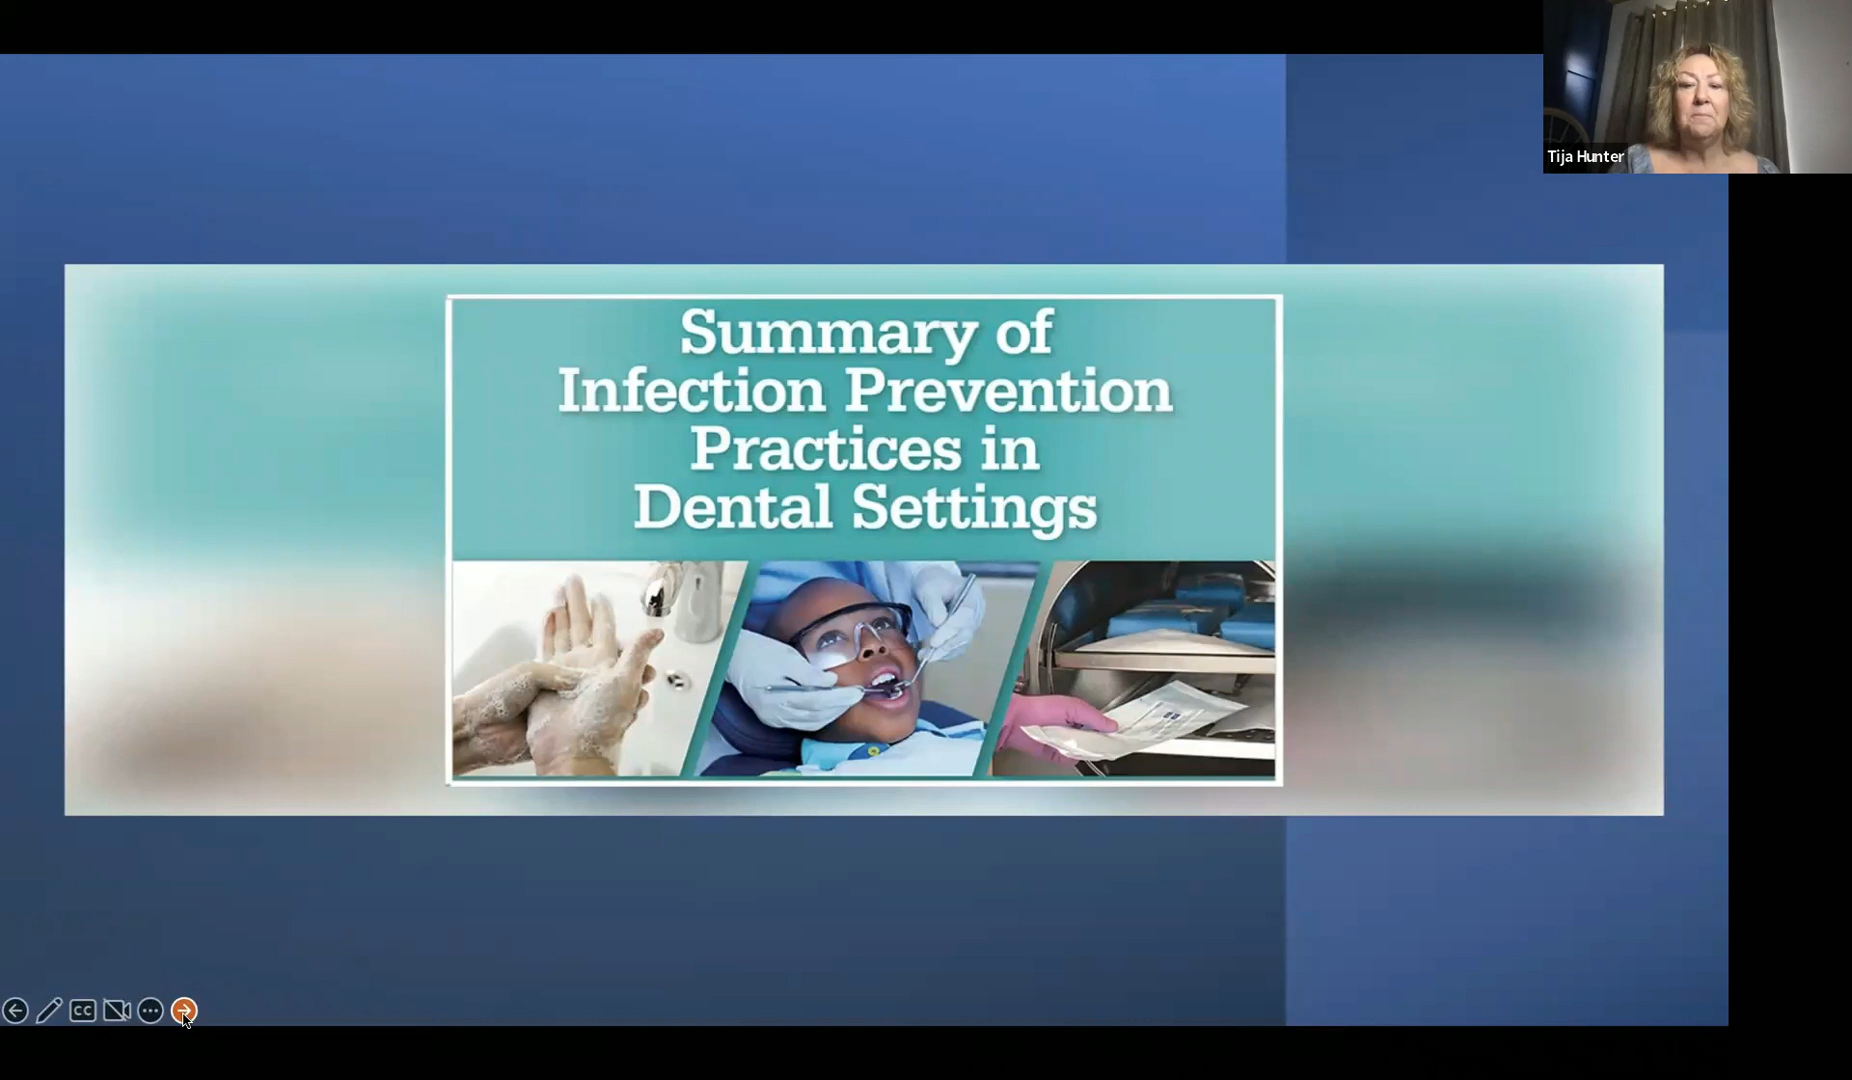 Tija Hunter
Summary of
Infection Prevention
Practices in
Dental Settings
CC